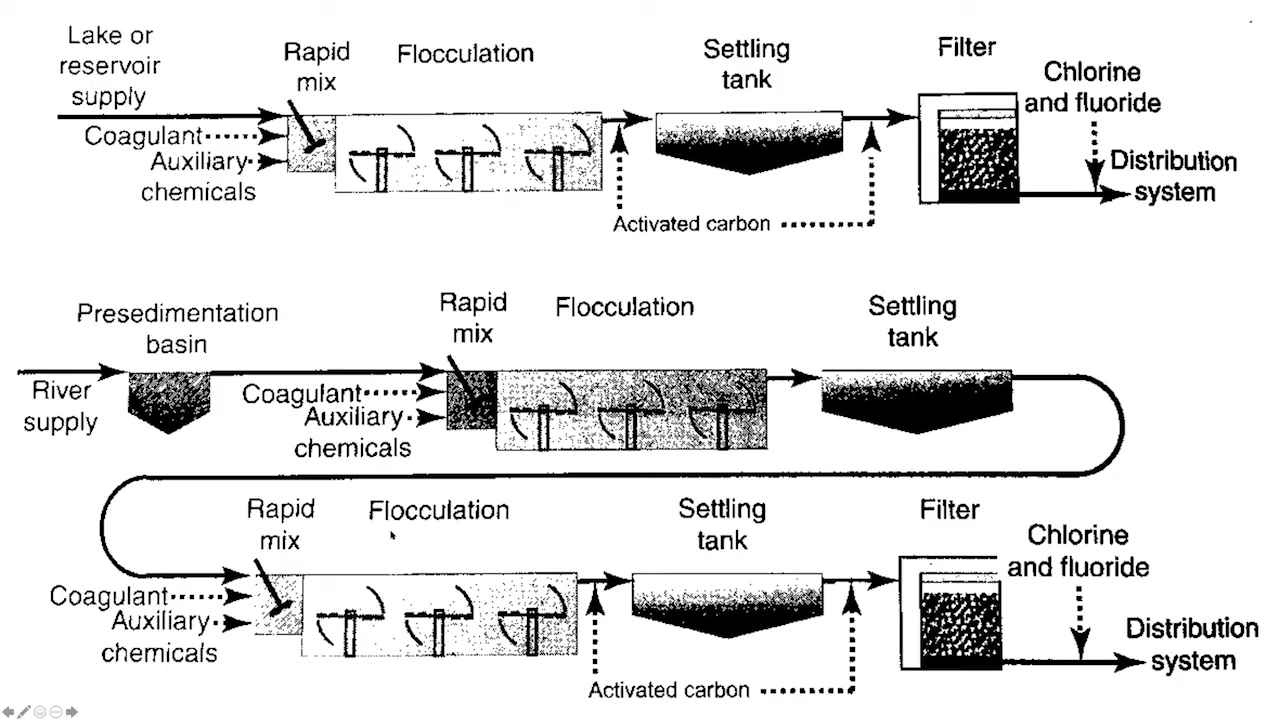 Lake or
reservoir
supply
Rapid
mix
Flocculation
Settling
tank
Filter
Chlorine
and fluoride
Coagulant
Auxiliary
chemicals
Distribution
system
Activated carbon
Presedimentation
basin
Rapid
mix
Flocculation
Settling
tank
River
supply
Coagulant
Auxiliary
chemicals
Rapid
mix
Flocculation
Settling
tank
Filter
Chlorine
and fluoride
Coagulant
Auxiliary
chemicals
Distribution
system
Activated carbon